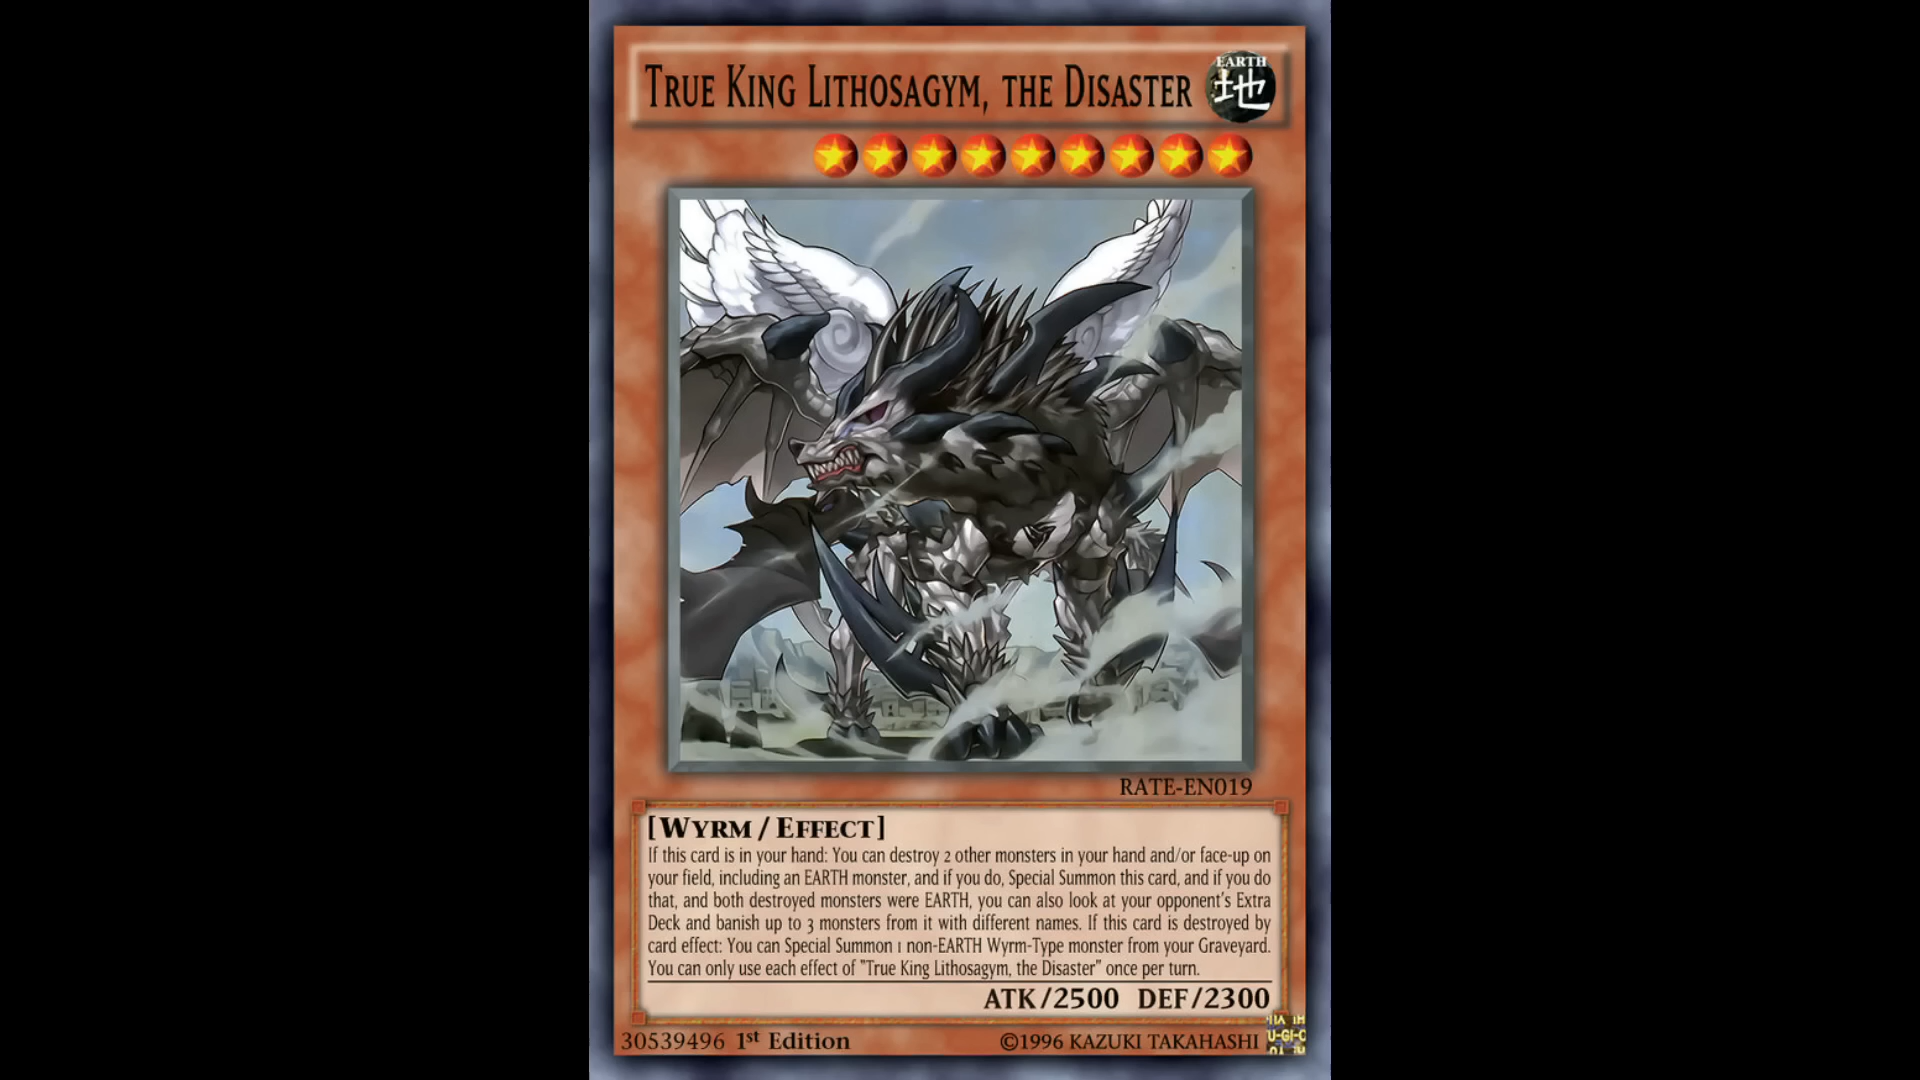 TRUE KING LITHOSAGYM, THE DISASTER
EARTH
地
RATE-EN019
[WYRM / EFFECT]
If this card is in your hand: You can destroy 2 other monsters in your hand and/or face-up on
your field, including an EARTH monster, and if you do, Special Summon this card, and if you do
that, and both destroyed monsters were EARTH, you can also look at your opponent's Extra
Deck and banish up to 3 monsters from it with different names. If this card is destroyed by
card effect: You can Special Summon 1 non-EARTH Wyrm-Type monster from your Graveyard.
You can only use each effect of "True King Lithosagym, the Disaster" once per turn.
ATK/2500 DEF/2300
30539496 1st Edition
©1996 KAZUKI TAKAHASHI